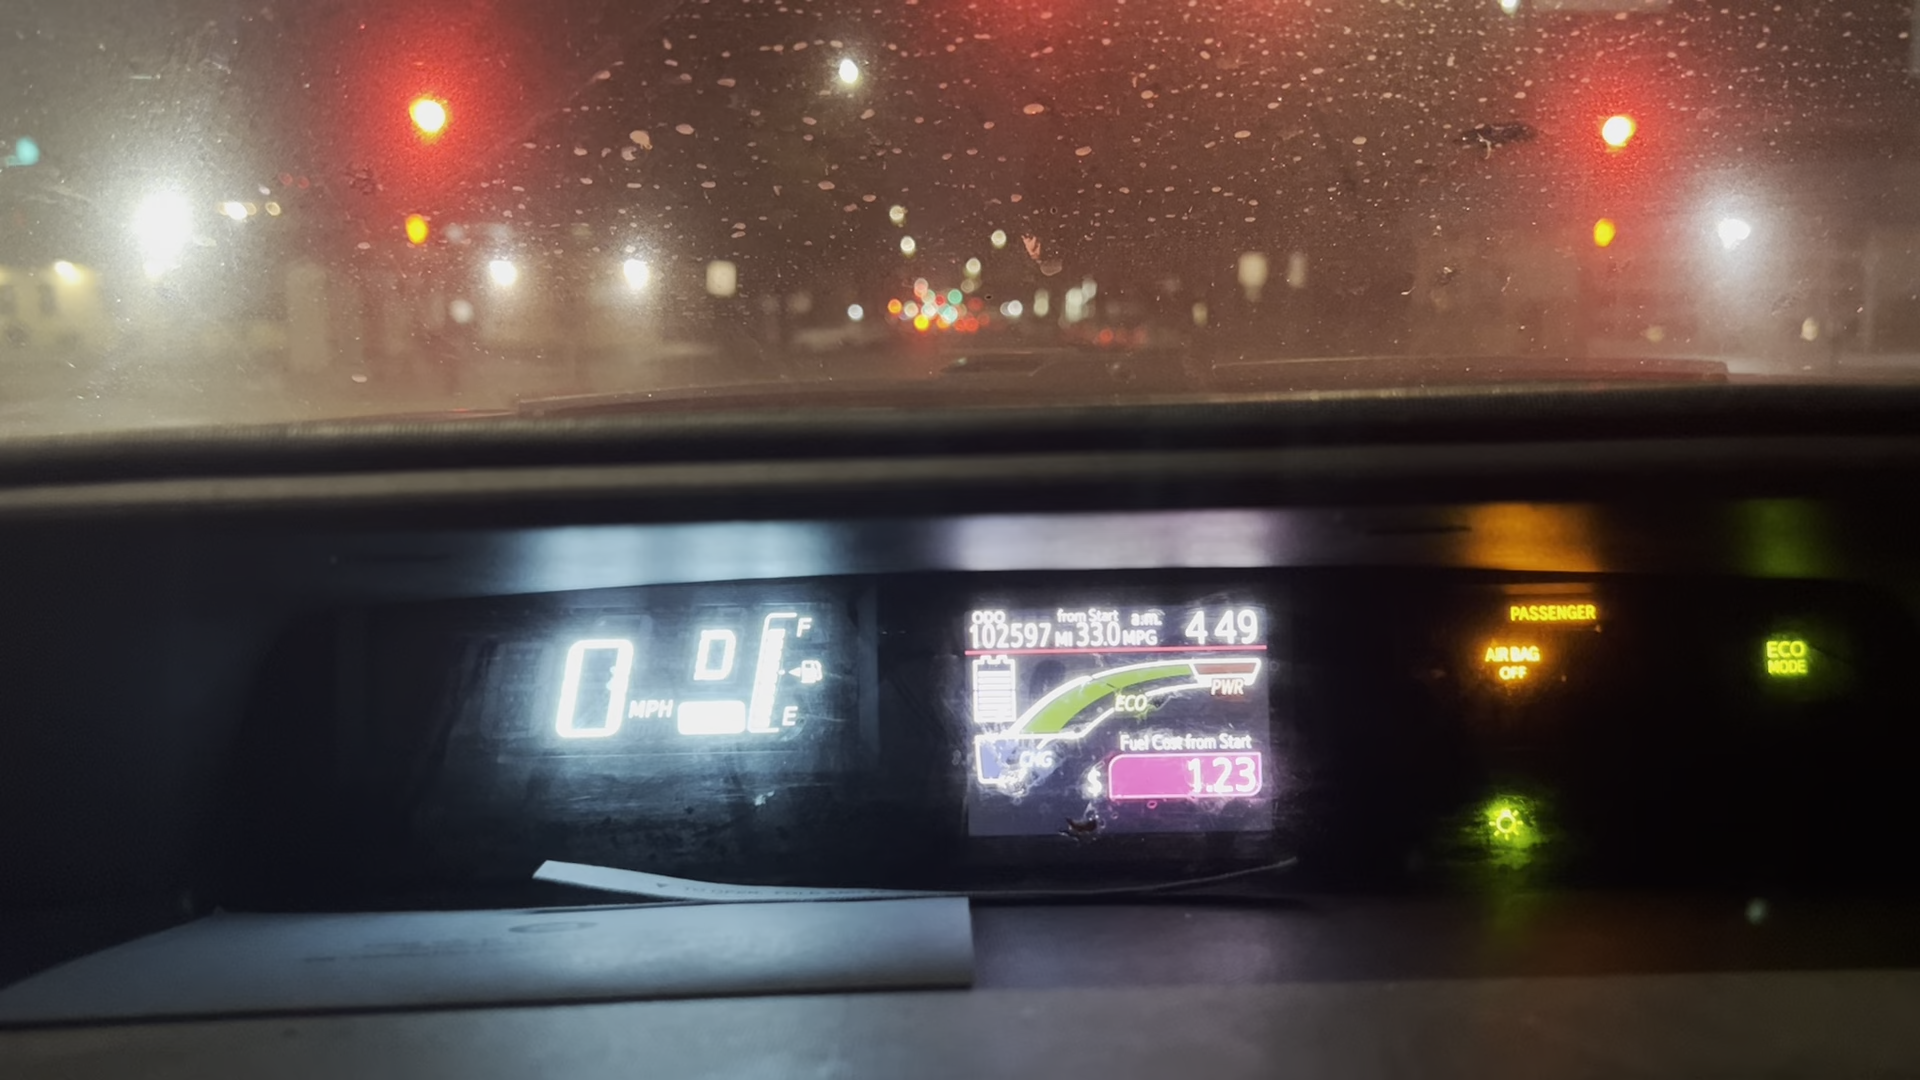 0 MPH D F
E
ODO from Start a.m. 4 49
102597 MI 33.0 MPG
PWR
ECO
CHG
Fuel Cost from Start
$ 1.23
PASSENGER
AIR BAG
OFF
ECO
MODE